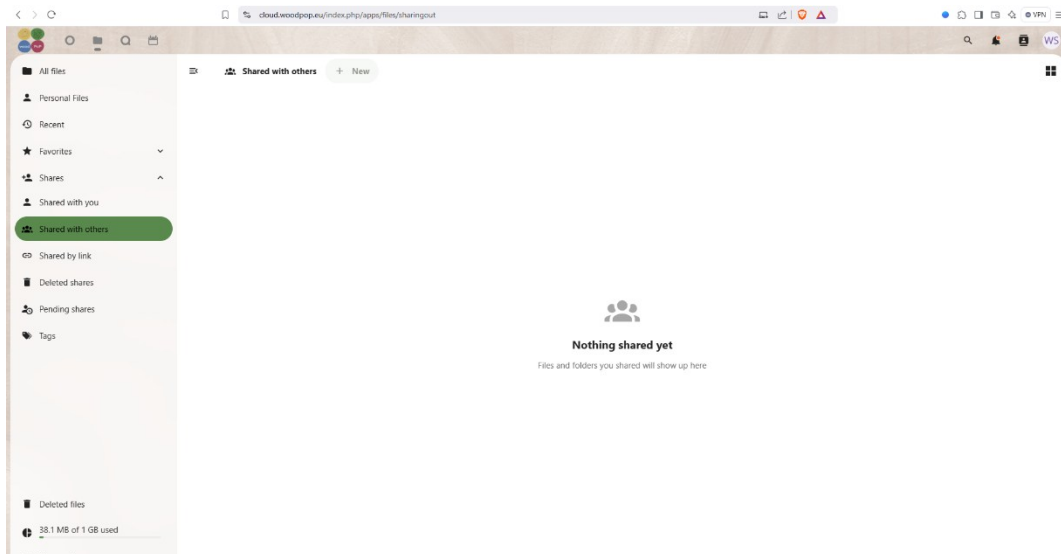 cloud.woodpop.eu/index.php/apps/files/sharingout
VPN
WS
All files
Shared with others
+ New
Personal Files
Recent
Favorites
Shares
Shared with you
Shared with others
Shared by link
Deleted shares
Pending shares
Tags
Nothing shared yet
Files and folders you shared will show up here
Deleted files
38.1 MB of 1 GB used